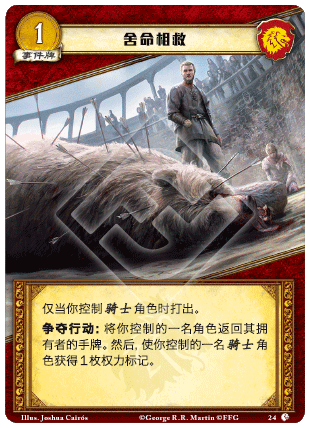 1
舍命相救
事件牌
仅当你控制骑士角色时打出。
争夺行动：将你控制的一名角色返回其拥
有者的手牌。然后，使你控制的一名骑士角
色获得1枚权力标记。
Illus. Joshua Cairós
©George R.R. Martin ©FFG
24